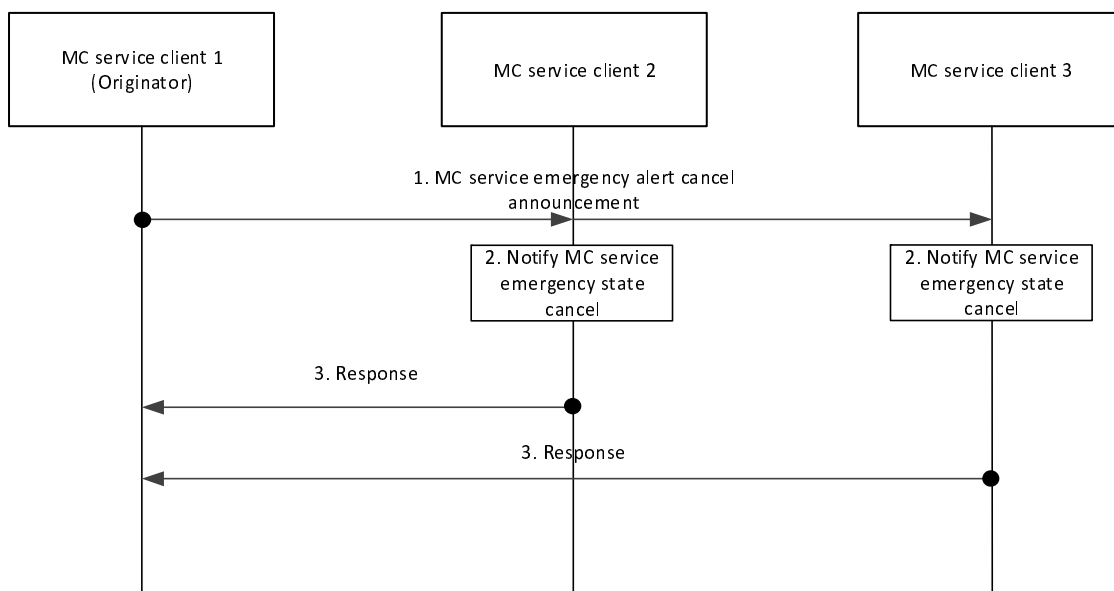 MC service client 1
(Originator)
MC service client 2
MC service client 3
1. MC service emergency alert cancel
announcement
2. Notify MC service
emergency state
cancel
2. Notify MC service
emergency state
cancel
3. Response
3. Response